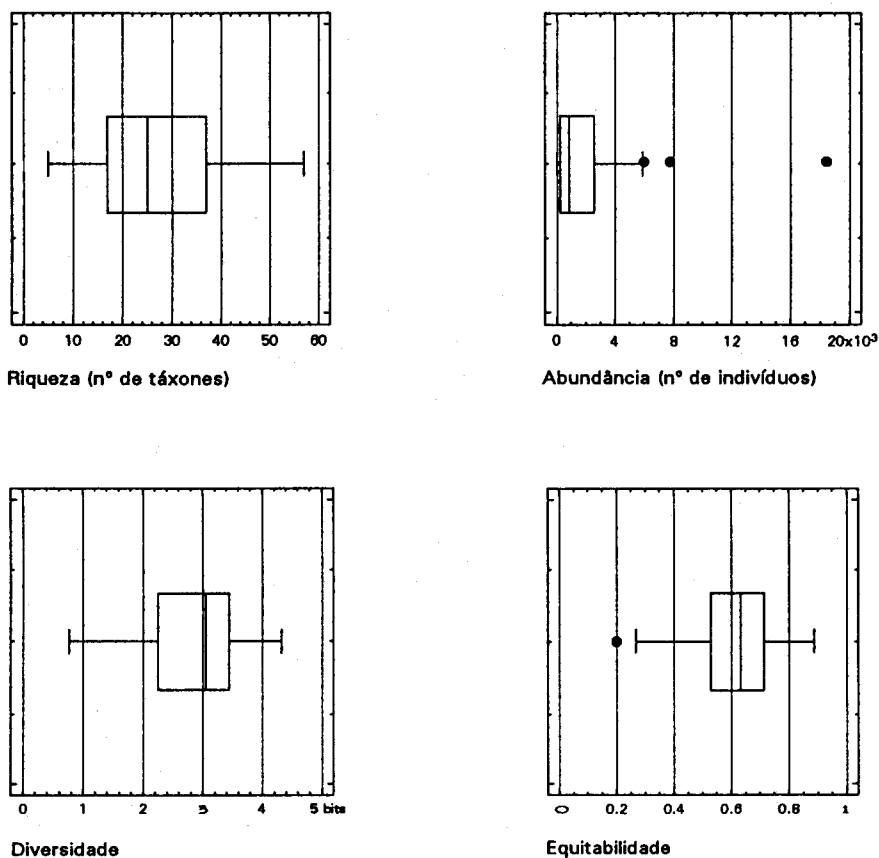 0 10 20 30 40 50 60
Riqueza (nº de táxones)
0 4 8 12 16 20x10³
Abundância (nº de indivíduos)
0 1 2 3 4 5 bits
Diversidade
0 0.2 0.4 0.6 0.8 1
Equitabilidade